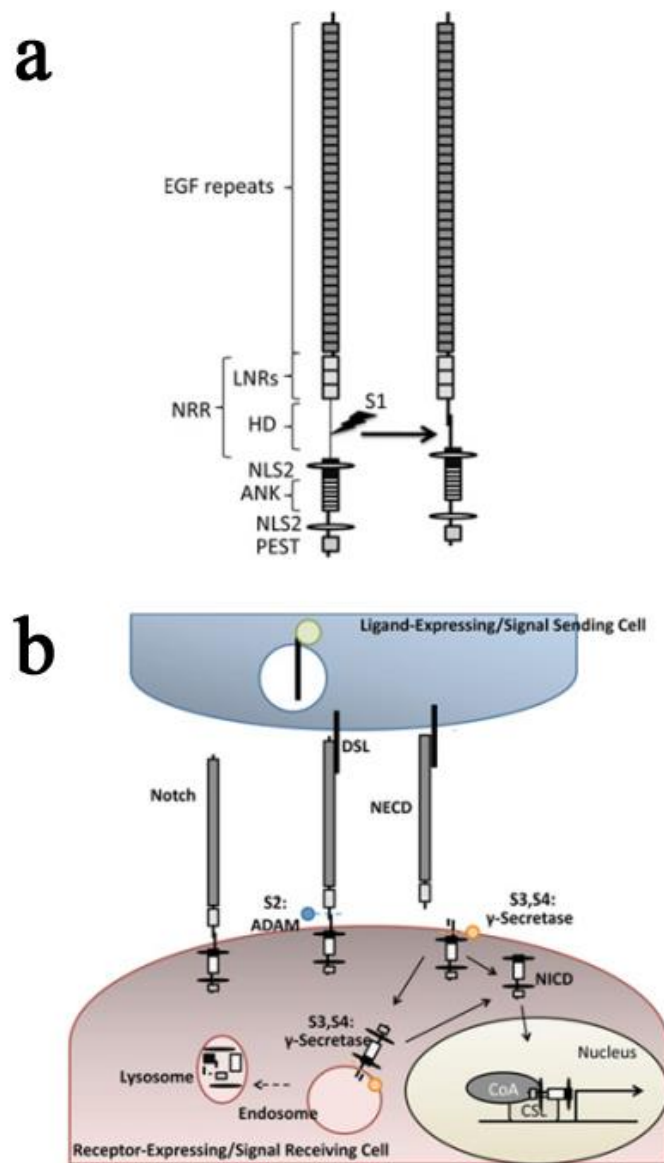 a
EGF repeats
LNRs
NRR
S1
HD
NLS2
ANK
NLS2
PEST
b
Ligand-Expressing/Signal Sending Cell
DSL
Notch
NECD
S2:
ADAM
S3,S4:
γ-Secretase
NICD
S3,S4:
γ-Secretase
Nucleus
Lysosome
CoA
CSL
Endosome
Receptor-Expressing/Signal Receiving Cell